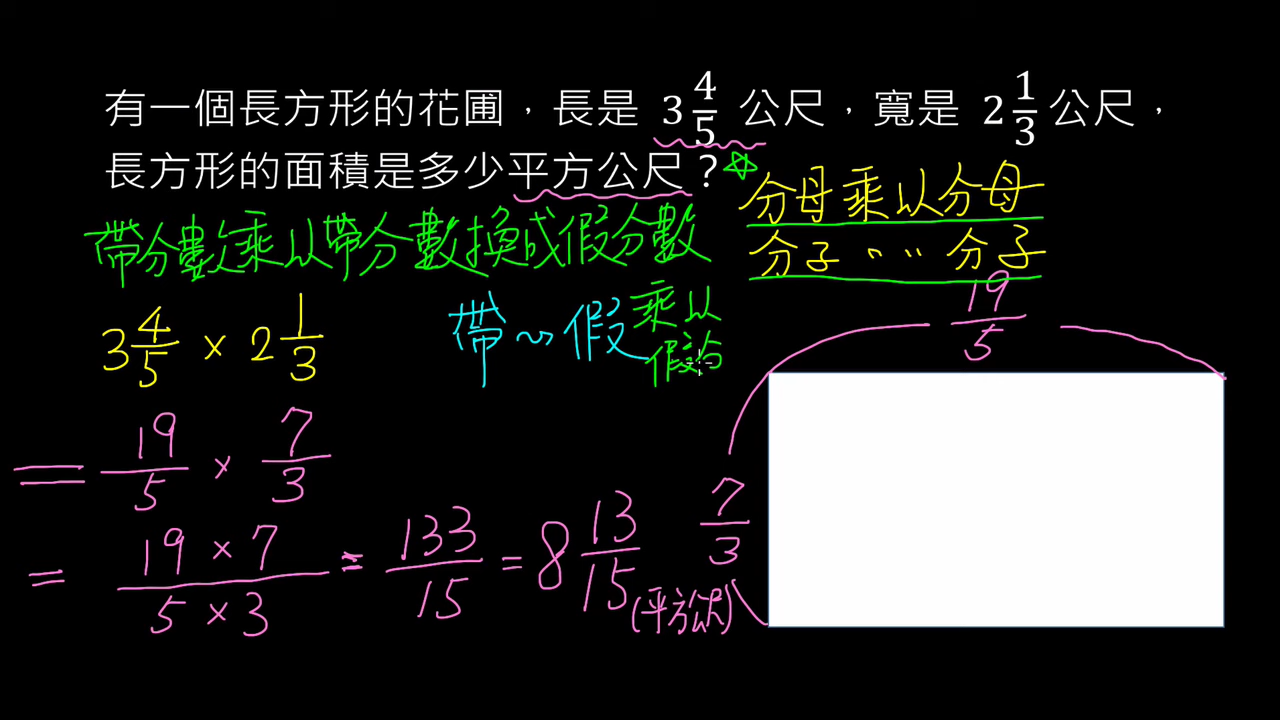 有一個長方形的花圃，長是 3 4/5 公尺，寬是 2 1/3 公尺，
長方形的面積是多少平方公尺？
分母乘以分母
分子〃〃分子
帶分數乘以帶分數換成假分數
3 4/5 × 2 1/3
帶~假
乘以
假分
19/5
= 19/5 × 7/3
7/3
= 19×7/5×3 = 133/15 = 8 13/15 (平方公尺)